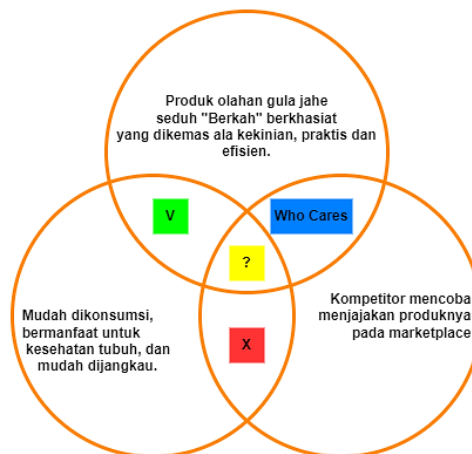 Produk olahan gula jahe
seduh "Berkah" berkhasiat
yang dikemas ala kekinian, praktis dan
efisien.
V
Who Cares
?
Mudah dikonsumsi,
bermanfaat untuk
kesehatan tubuh, dan
mudah dijangkau.
X
Kompetitor mencoba
menjajakan produknya
pada marketplace